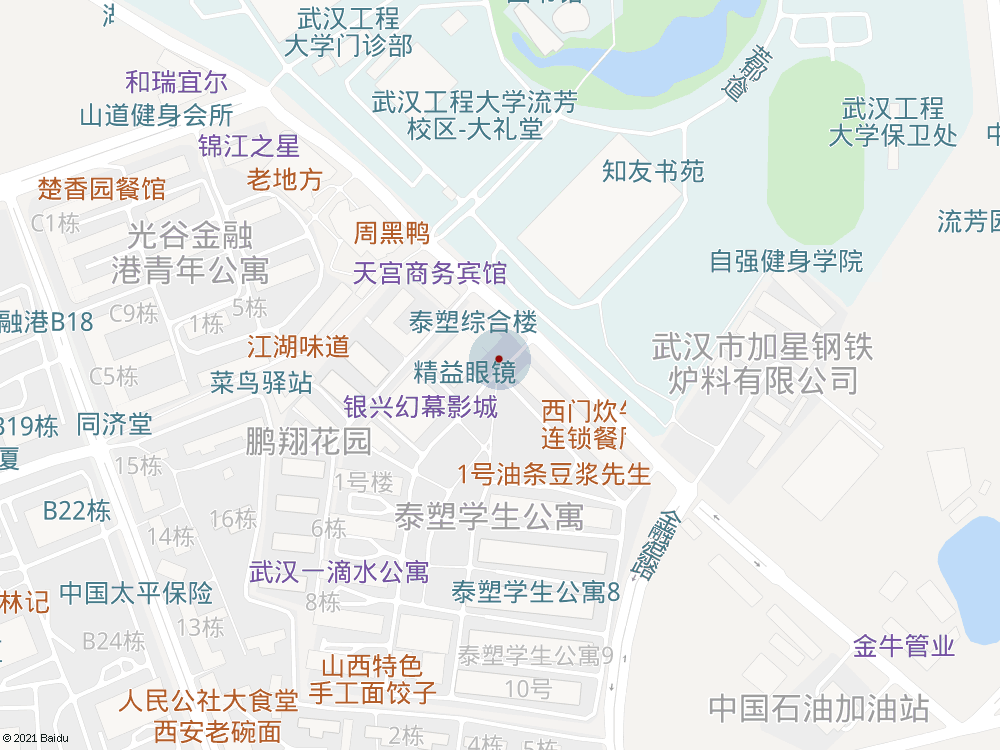 武汉工程
大学门诊部
和瑞宜尔
山道健身会所
锦江之星
武汉工程大学流芳
校区-大礼堂
武汉工程
大学保卫处
知友书苑
楚香园餐馆
老地方
C1栋
周黑鸭
光谷金融
港青年公寓
流芳园
自强健身学院
天宫商务宾馆
C9栋
5栋
1栋
融港B18
泰塑综合楼
武汉市加星钢铁
炉料有限公司
江湖味道
精益眼镜
C5栋
菜鸟驿站
银兴幻幕影城
B19栋
厦
同济堂
鹏翔花园
西门炊牛
连锁餐厅
15栋
1号楼
1号油条豆浆先生
B22栋
16栋
14栋
6栋
泰塑学生公寓
金融港路
武汉一滴水公寓
中国太平保险
林记
8栋
泰塑学生公寓8
13栋
B24栋
金牛管业
泰塑学生公寓9
山西特色
手工面饺子
10号
人民公社大食堂
西安老碗面
中国石油加油站
2栋
4栋
5栋
© 2021 Baidu